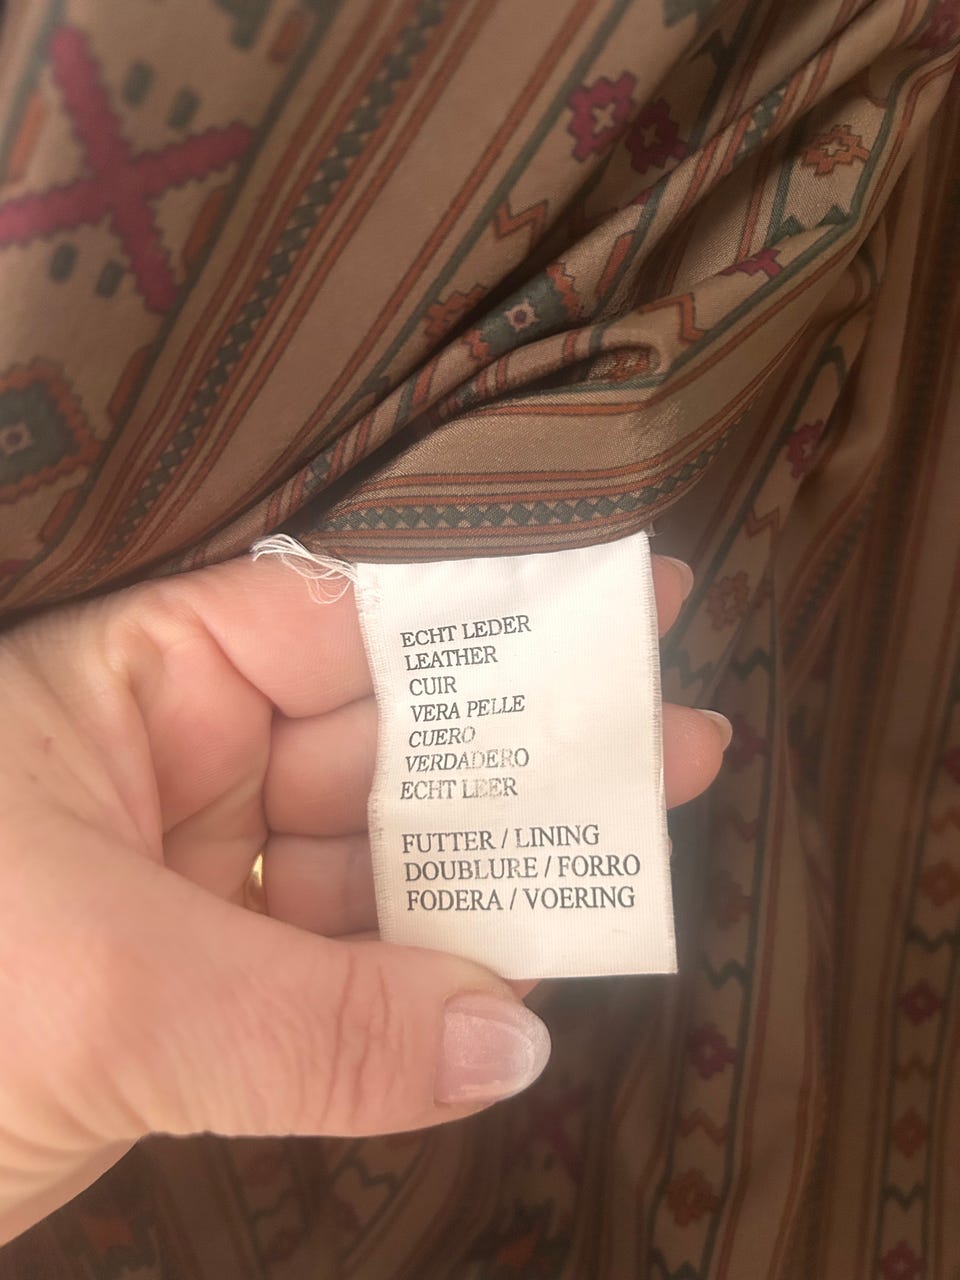 ECHT LEDER
LEATHER
CUIR
VERA PELLE
CUERO
VERDADERO
ECHT LEER
FUTTER / LINING
DOUBLURE / FORRO
FODERA / VOERING